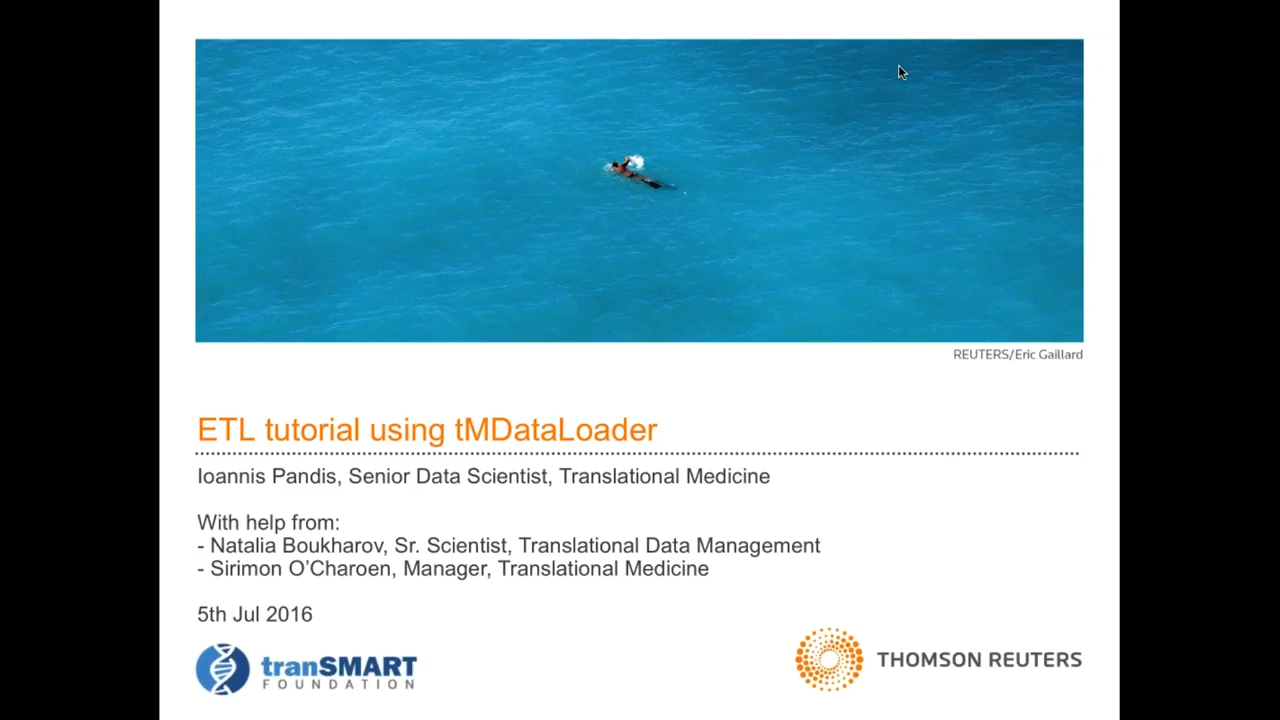 REUTERS/Eric Gaillard
ETL tutorial using tMDataLoader
Ioannis Pandis, Senior Data Scientist, Translational Medicine
With help from:
- Natalia Boukharov, Sr. Scientist, Translational Data Management
- Sirimon O’Charoen, Manager, Translational Medicine
5th Jul 2016
tranSMART
FOUNDATION
THOMSON REUTERS